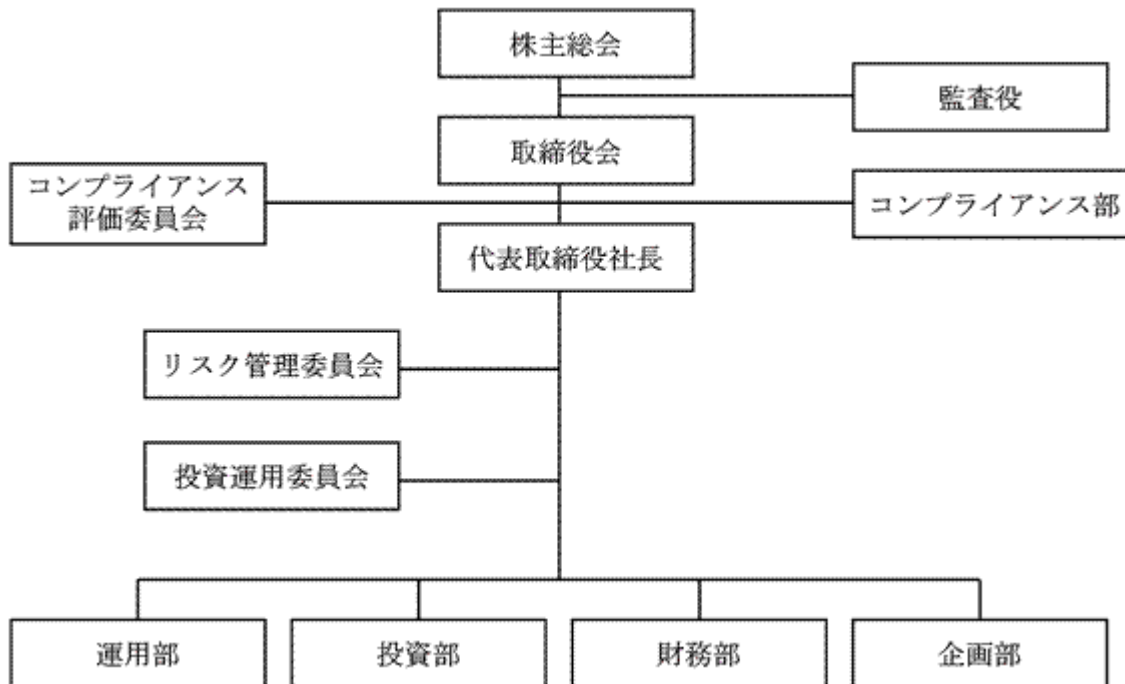 株主総会
監査役
取締役会
コンプライアンス
評価委員会
コンプライアンス部
代表取締役社長
リスク管理委員会
投資運用委員会
運用部
投資部
財務部
企画部